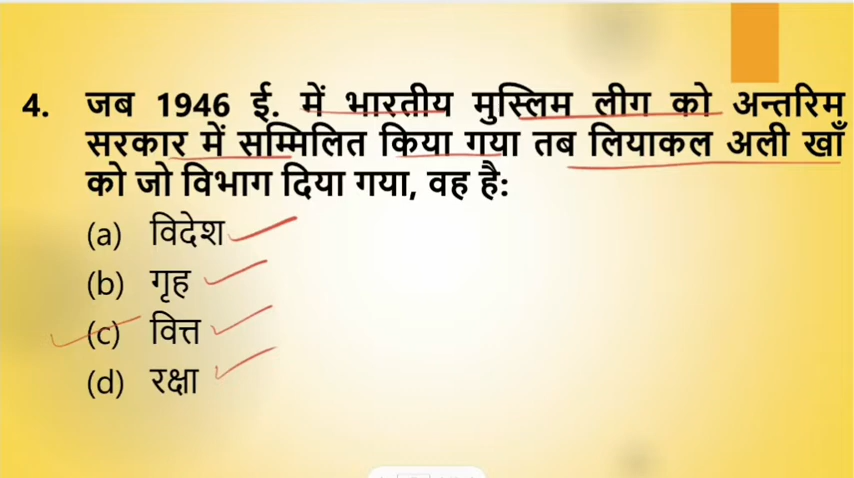 4. जब 1946 ई. में भारतीय मुस्लिम लीग को अन्तरिम
सरकार में सम्मिलित किया गया तब लियाकल अली खाँ
को जो विभाग दिया गया, वह है:
(a) विदेश
(b) गृह
(c) वित्त
(d) रक्षा